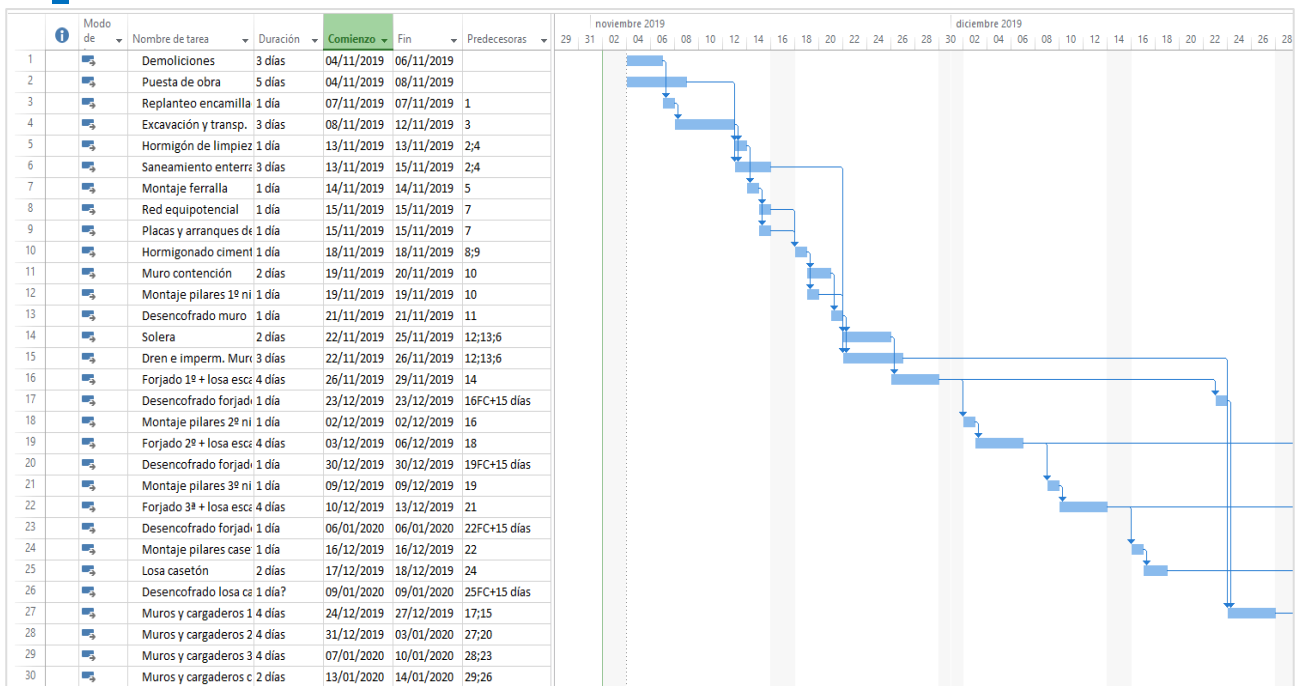 noviembre 2019 diciembre 2019
Modo
de Nombre de tarea Duración Comienzo Fin Predecesoras 29 31 02 04 06 08 10 12 14 16 18 20 22 24 26 28 30 02 04 06 08 10 12 14 16 18 20 22 24 26 28
1 Demoliciones 3 días 04/11/2019 06/11/2019
2 Puesta de obra 5 días 04/11/2019 08/11/2019
3 Replanteo encamilla 1 día 07/11/2019 07/11/2019 1
4 Excavación y transp. 3 días 08/11/2019 12/11/2019 3
5 Hormigón de limpiez 1 día 13/11/2019 13/11/2019 2;4
6 Saneamiento enterra 3 días 13/11/2019 15/11/2019 2;4
7 Montaje ferralla 1 día 14/11/2019 14/11/2019 5
8 Red equipotencial 1 día 15/11/2019 15/11/2019 7
9 Placas y arranques de 1 día 15/11/2019 15/11/2019 7
10 Hormigonado ciment 1 día 18/11/2019 18/11/2019 8;9
11 Muro contención 2 días 19/11/2019 20/11/2019 10
12 Montaje pilares 1º ni 1 día 19/11/2019 19/11/2019 10
13 Desencofrado muro 1 día 21/11/2019 21/11/2019 11
14 Solera 2 días 22/11/2019 25/11/2019 12;13;6
15 Dren e imperm. Muro 3 días 22/11/2019 26/11/2019 12;13;6
16 Forjado 1º + losa esca 4 días 26/11/2019 29/11/2019 14
17 Desencofrado forjado 1 día 23/12/2019 23/12/2019 16FC+15 días
18 Montaje pilares 2º ni 1 día 02/12/2019 02/12/2019 16
19 Forjado 2º + losa esca 4 días 03/12/2019 06/12/2019 18
20 Desencofrado forjado 1 día 30/12/2019 30/12/2019 19FC+15 días
21 Montaje pilares 3º ni 1 día 09/12/2019 09/12/2019 19
22 Forjado 3ª + losa esca 4 días 10/12/2019 13/12/2019 21
23 Desencofrado forjado 1 día 06/01/2020 06/01/2020 22FC+15 días
24 Montaje pilares case 1 día 16/12/2019 16/12/2019 22
25 Losa casetón 2 días 17/12/2019 18/12/2019 24
26 Desencofrado losa ca 1 día? 09/01/2020 09/01/2020 25FC+15 días
27 Muros y cargaderos 1 4 días 24/12/2019 27/12/2019 17;15
28 Muros y cargaderos 2 4 días 31/12/2019 03/01/2020 27;20
29 Muros y cargaderos 3 4 días 07/01/2020 10/01/2020 28;23
30 Muros y cargaderos c 2 días 13/01/2020 14/01/2020 29;26